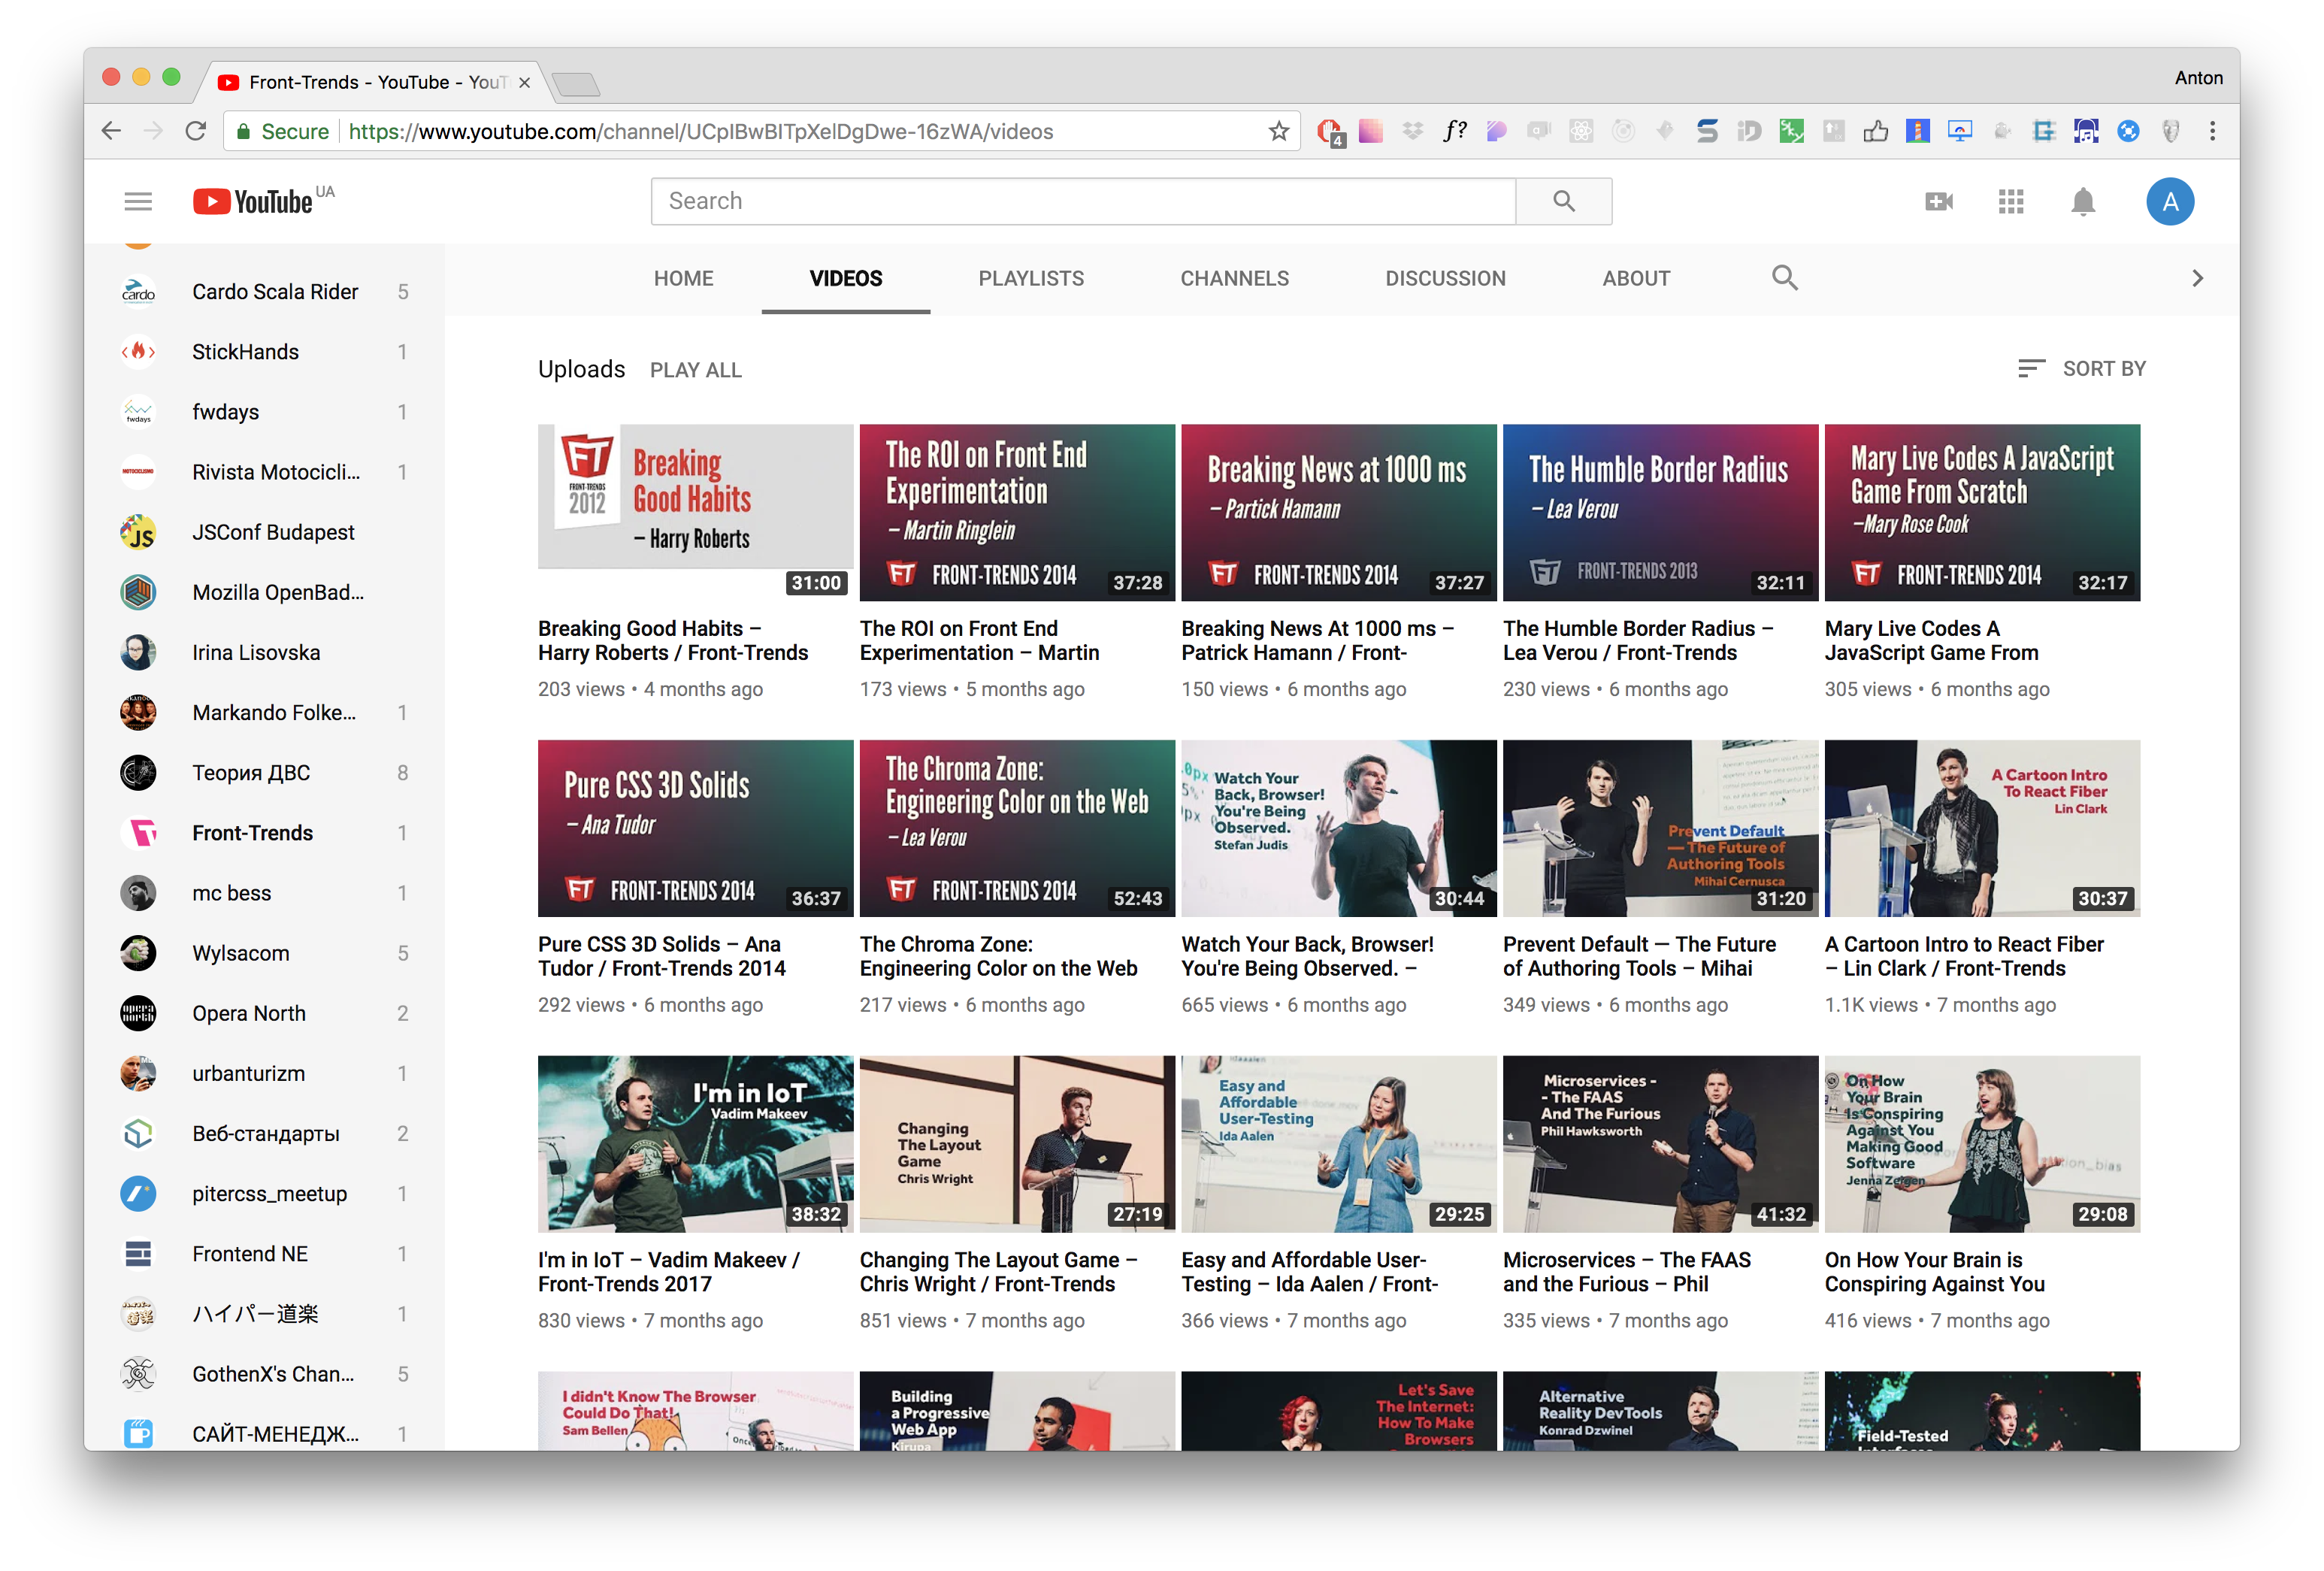 Front-Trends - YouTube - YouT
Anton
Secure
https://www.youtube.com/channel/UCpIBwBITpXelDgDwe-16zWA/videos
4
f?
YouTube UA
Search
A
HOME
VIDEOS
PLAYLISTS
CHANNELS
DISCUSSION
ABOUT
cardo
Cardo Scala Rider 5
StickHands 1
fwdays
fwdays 1
MOTOCICLISMO
Rivista Motocicli... 1
JS
JSConf Budapest
Mozilla OpenBad...
Irina Lisovska
Markando Folke... 1
Теория ДВС 8
Front-Trends 1
mc bess 1
Wylsacom 5
opera north
Opera North 2
urbanturizm 1
Веб-стандарты 2
pitercss_meetup 1
Frontend NE 1
ハイパー道楽 1
GothenX's Chan... 5
САЙТ-МЕНЕДЖ... 1
Uploads
PLAY ALL
SORT BY
FT
FRONT-TRENDS
2012
Breaking
Good Habits
– Harry Roberts
31:00
Breaking Good Habits –
Harry Roberts / Front-Trends
203 views • 4 months ago
The ROI on Front End
Experimentation
– Martin Ringlein
FT FRONT-TRENDS 2014
37:28
The ROI on Front End
Experimentation – Martin
173 views • 5 months ago
Breaking News at 1000 ms
– Partick Hamann
FT FRONT-TRENDS 2014
37:27
Breaking News At 1000 ms –
Patrick Hamann / Front-
150 views • 6 months ago
The Humble Border Radius
– Lea Verou
FT FRONT-TRENDS 2013
32:11
The Humble Border Radius –
Lea Verou / Front-Trends
230 views • 6 months ago
Mary Live Codes A JavaScript
Game From Scratch
–Mary Rose Cook
FT FRONT-TRENDS 2014
32:17
Mary Live Codes A
JavaScript Game From
305 views • 6 months ago
Pure CSS 3D Solids
– Ana Tudor
FT FRONT-TRENDS 2014
36:37
Pure CSS 3D Solids – Ana
Tudor / Front-Trends 2014
292 views • 6 months ago
The Chroma Zone:
Engineering Color on the Web
– Lea Verou
FT FRONT-TRENDS 2014
52:43
The Chroma Zone:
Engineering Color on the Web
217 views • 6 months ago
Watch Your
Back, Browser!
You're Being
Observed.
Stefan Judis
30:44
Watch Your Back, Browser!
You're Being Observed. –
665 views • 6 months ago
Prevent Default
— The Future of
Authoring Tools
Mihai Cernusca
31:20
Prevent Default — The Future
of Authoring Tools – Mihai
349 views • 6 months ago
A Cartoon Intro
To React Fiber
Lin Clark
30:37
A Cartoon Intro to React Fiber
– Lin Clark / Front-Trends
1.1K views • 7 months ago
I'm in IoT
Vadim Makeev
38:32
I'm in IoT – Vadim Makeev /
Front-Trends 2017
830 views • 7 months ago
Changing
The Layout
Game
Chris Wright
27:19
Changing The Layout Game –
Chris Wright / Front-Trends
851 views • 7 months ago
Easy and
Affordable
User-Testing
Ida Aalen
29:25
Easy and Affordable User-
Testing – Ida Aalen / Front-
366 views • 7 months ago
Microservices -
- The FAAS
And The Furious
Phil Hawksworth
41:32
Microservices – The FAAS
and the Furious – Phil
335 views • 7 months ago
On How
Your Brain
Is Conspiring
Against You
Making Good
Software
Jenna Zeigen
29:08
On How Your Brain is
Conspiring Against You
416 views • 7 months ago
I didn't Know The Browser
Could Do That!
Sam Bellen
Building
a Progressive
Web App
Kirupa
Let's Save
The Internet:
How To Make
Browsers
Alternative
Reality DevTools
Konrad Dzwinel
Field-Tested